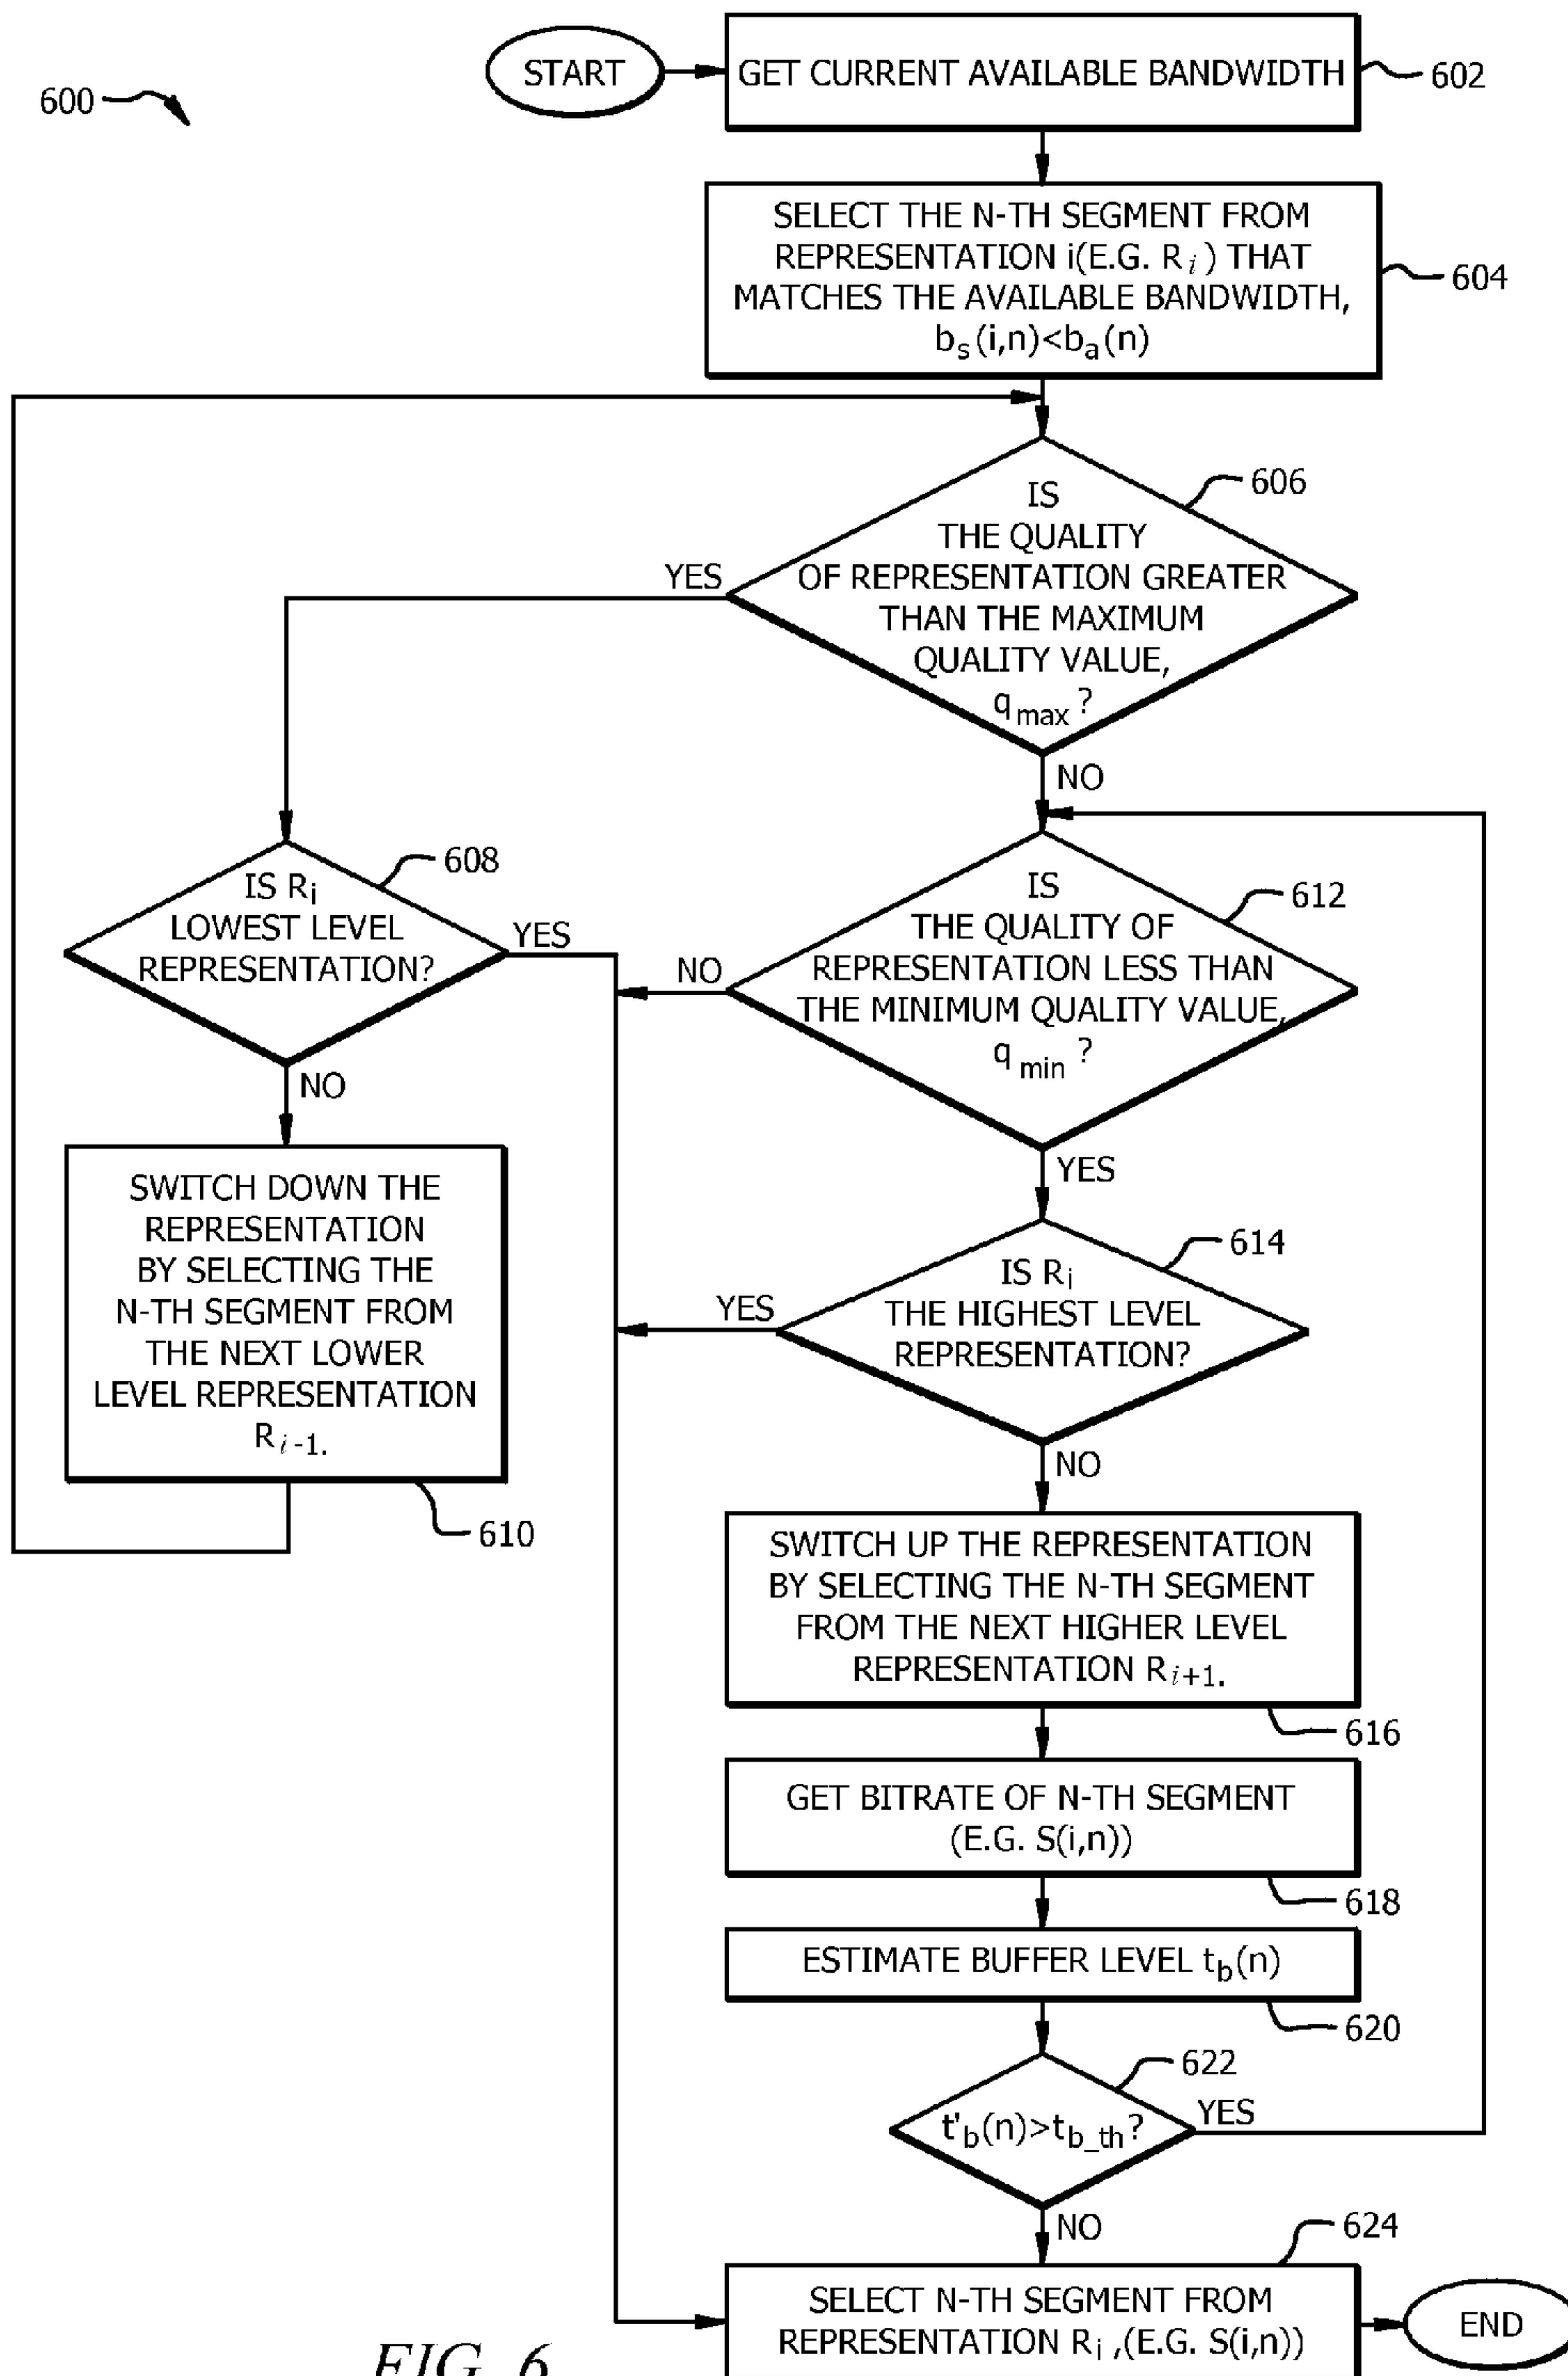 START
GET CURRENT AVAILABLE BANDWIDTH
602
600
SELECT THE N-TH SEGMENT FROM
REPRESENTATION i(E.G. Ri) THAT
MATCHES THE AVAILABLE BANDWIDTH,
bs(i,n)<ba(n)
604
606
IS
THE QUALITY
OF REPRESENTATION GREATER
THAN THE MAXIMUM
QUALITY VALUE,
qmax?
YES
NO
608
IS Ri
LOWEST LEVEL
REPRESENTATION?
YES
NO
612
IS
THE QUALITY OF
REPRESENTATION LESS THAN
THE MINIMUM QUALITY VALUE,
qmin?
NO
YES
SWITCH DOWN THE
REPRESENTATION
BY SELECTING THE
N-TH SEGMENT FROM
THE NEXT LOWER
LEVEL REPRESENTATION
Ri-1.
610
614
IS Ri
THE HIGHEST LEVEL
REPRESENTATION?
YES
NO
SWITCH UP THE REPRESENTATION
BY SELECTING THE N-TH SEGMENT
FROM THE NEXT HIGHER LEVEL
REPRESENTATION Ri+1.
616
GET BITRATE OF N-TH SEGMENT
(E.G. S(i,n))
618
ESTIMATE BUFFER LEVEL tb(n)
620
622
t'b(n)>tb_th?
YES
NO
624
SELECT N-TH SEGMENT FROM
REPRESENTATION Ri,(E.G. S(i,n))
END
FIG. 6